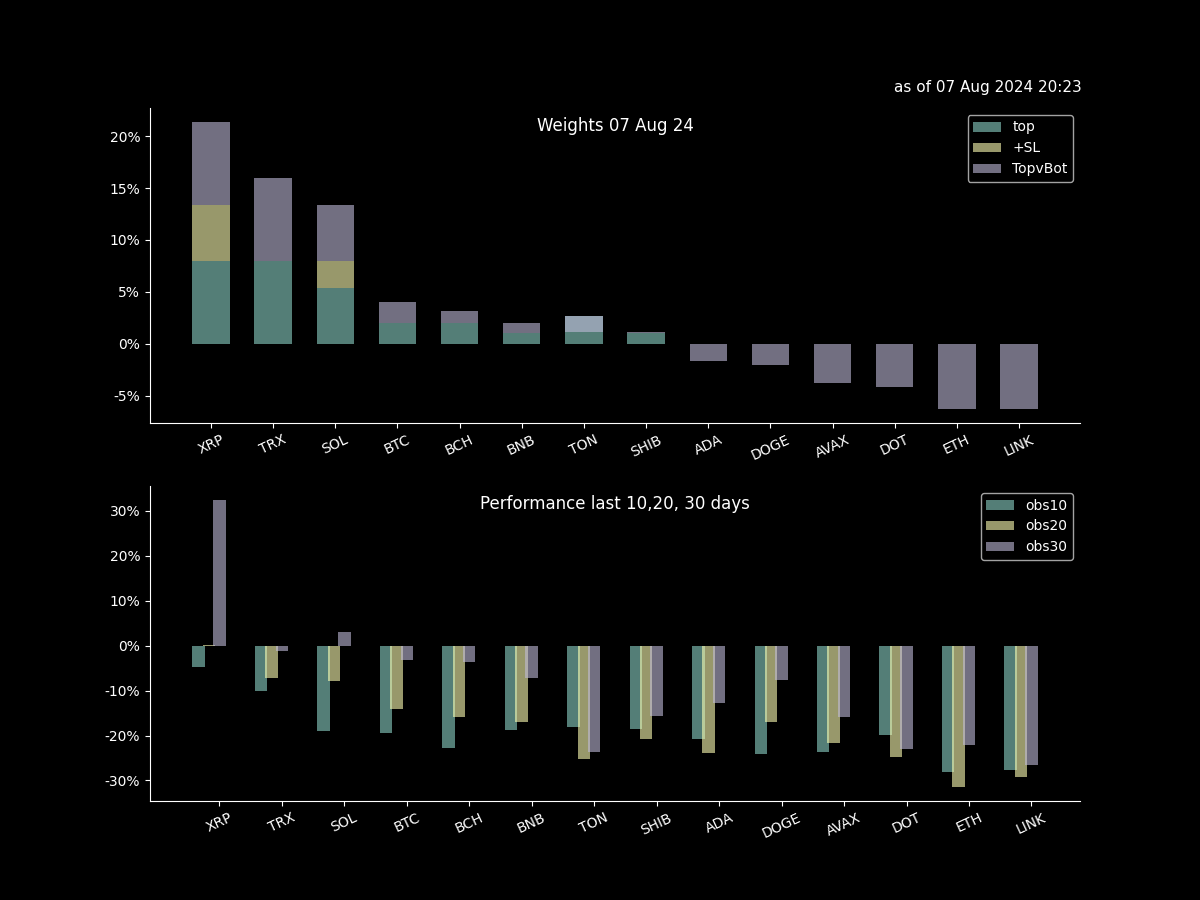 as of 07 Aug 2024 20:23
Weights 07 Aug 24
top
+SL
TopvBot
20%
15%
10%
5%
0%
-5%
XRP TRX SOL BTC BCH BNB TON SHIB ADA DOGE AVAX DOT ETH LINK
Performance last 10,20, 30 days
obs10
obs20
obs30
30%
20%
10%
0%
-10%
-20%
-30%
XRP TRX SOL BTC BCH BNB TON SHIB ADA DOGE AVAX DOT ETH LINK